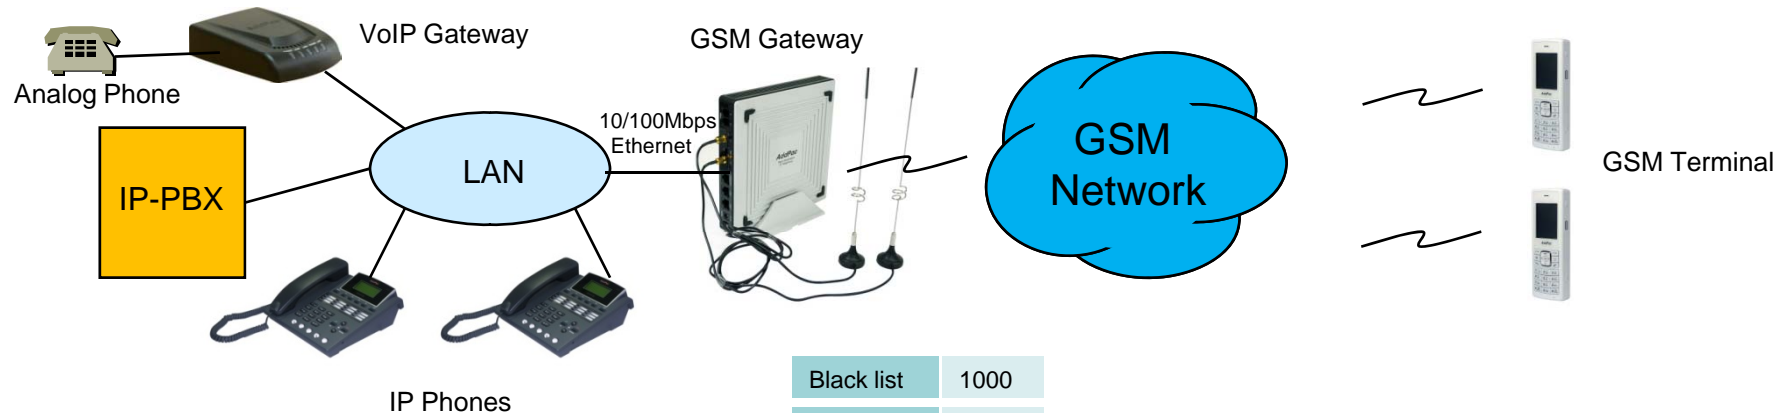 VoIP Gateway
GSM Gateway
Analog Phone
10/100Mbps
Ethernet
AddPac
GSM
Network
LAN
IP-PBX
GSM Terminal
Black list 1000
IP Phones